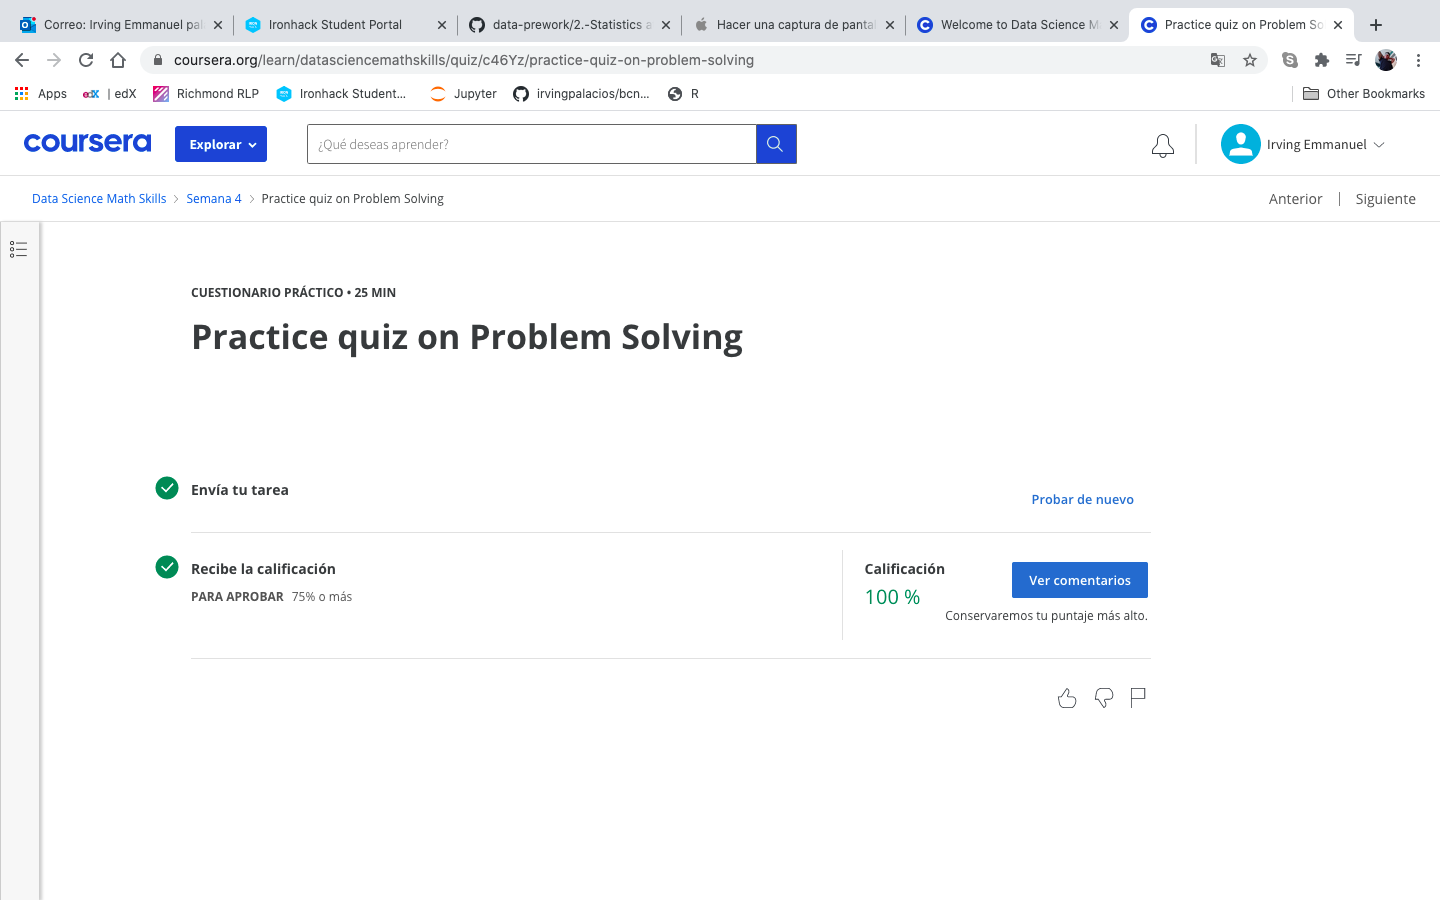 Correo: Irving Emmanuel pal
Ironhack Student Portal
data-prework/2.-Statistics a
Hacer una captura de pantal
Welcome to Data Science M
Practice quiz on Problem So
coursera.org/learn/datasciencemathskills/quiz/c46Yz/practice-quiz-on-problem-solving
Apps
edX | edX
Richmond RLP
Ironhack Student...
Jupyter
irvingpalacios/bcn...
R
Other Bookmarks
coursera
Explorar
¿Qué deseas aprender?
Irving Emmanuel
Data Science Math Skills > Semana 4 > Practice quiz on Problem Solving
Anterior | Siguiente
CUESTIONARIO PRÁCTICO • 25 MIN
Practice quiz on Problem Solving
Envía tu tarea
Probar de nuevo
Recibe la calificación
PARA APROBAR 75% o más
Calificación
100 %
Ver comentarios
Conservaremos tu puntaje más alto.